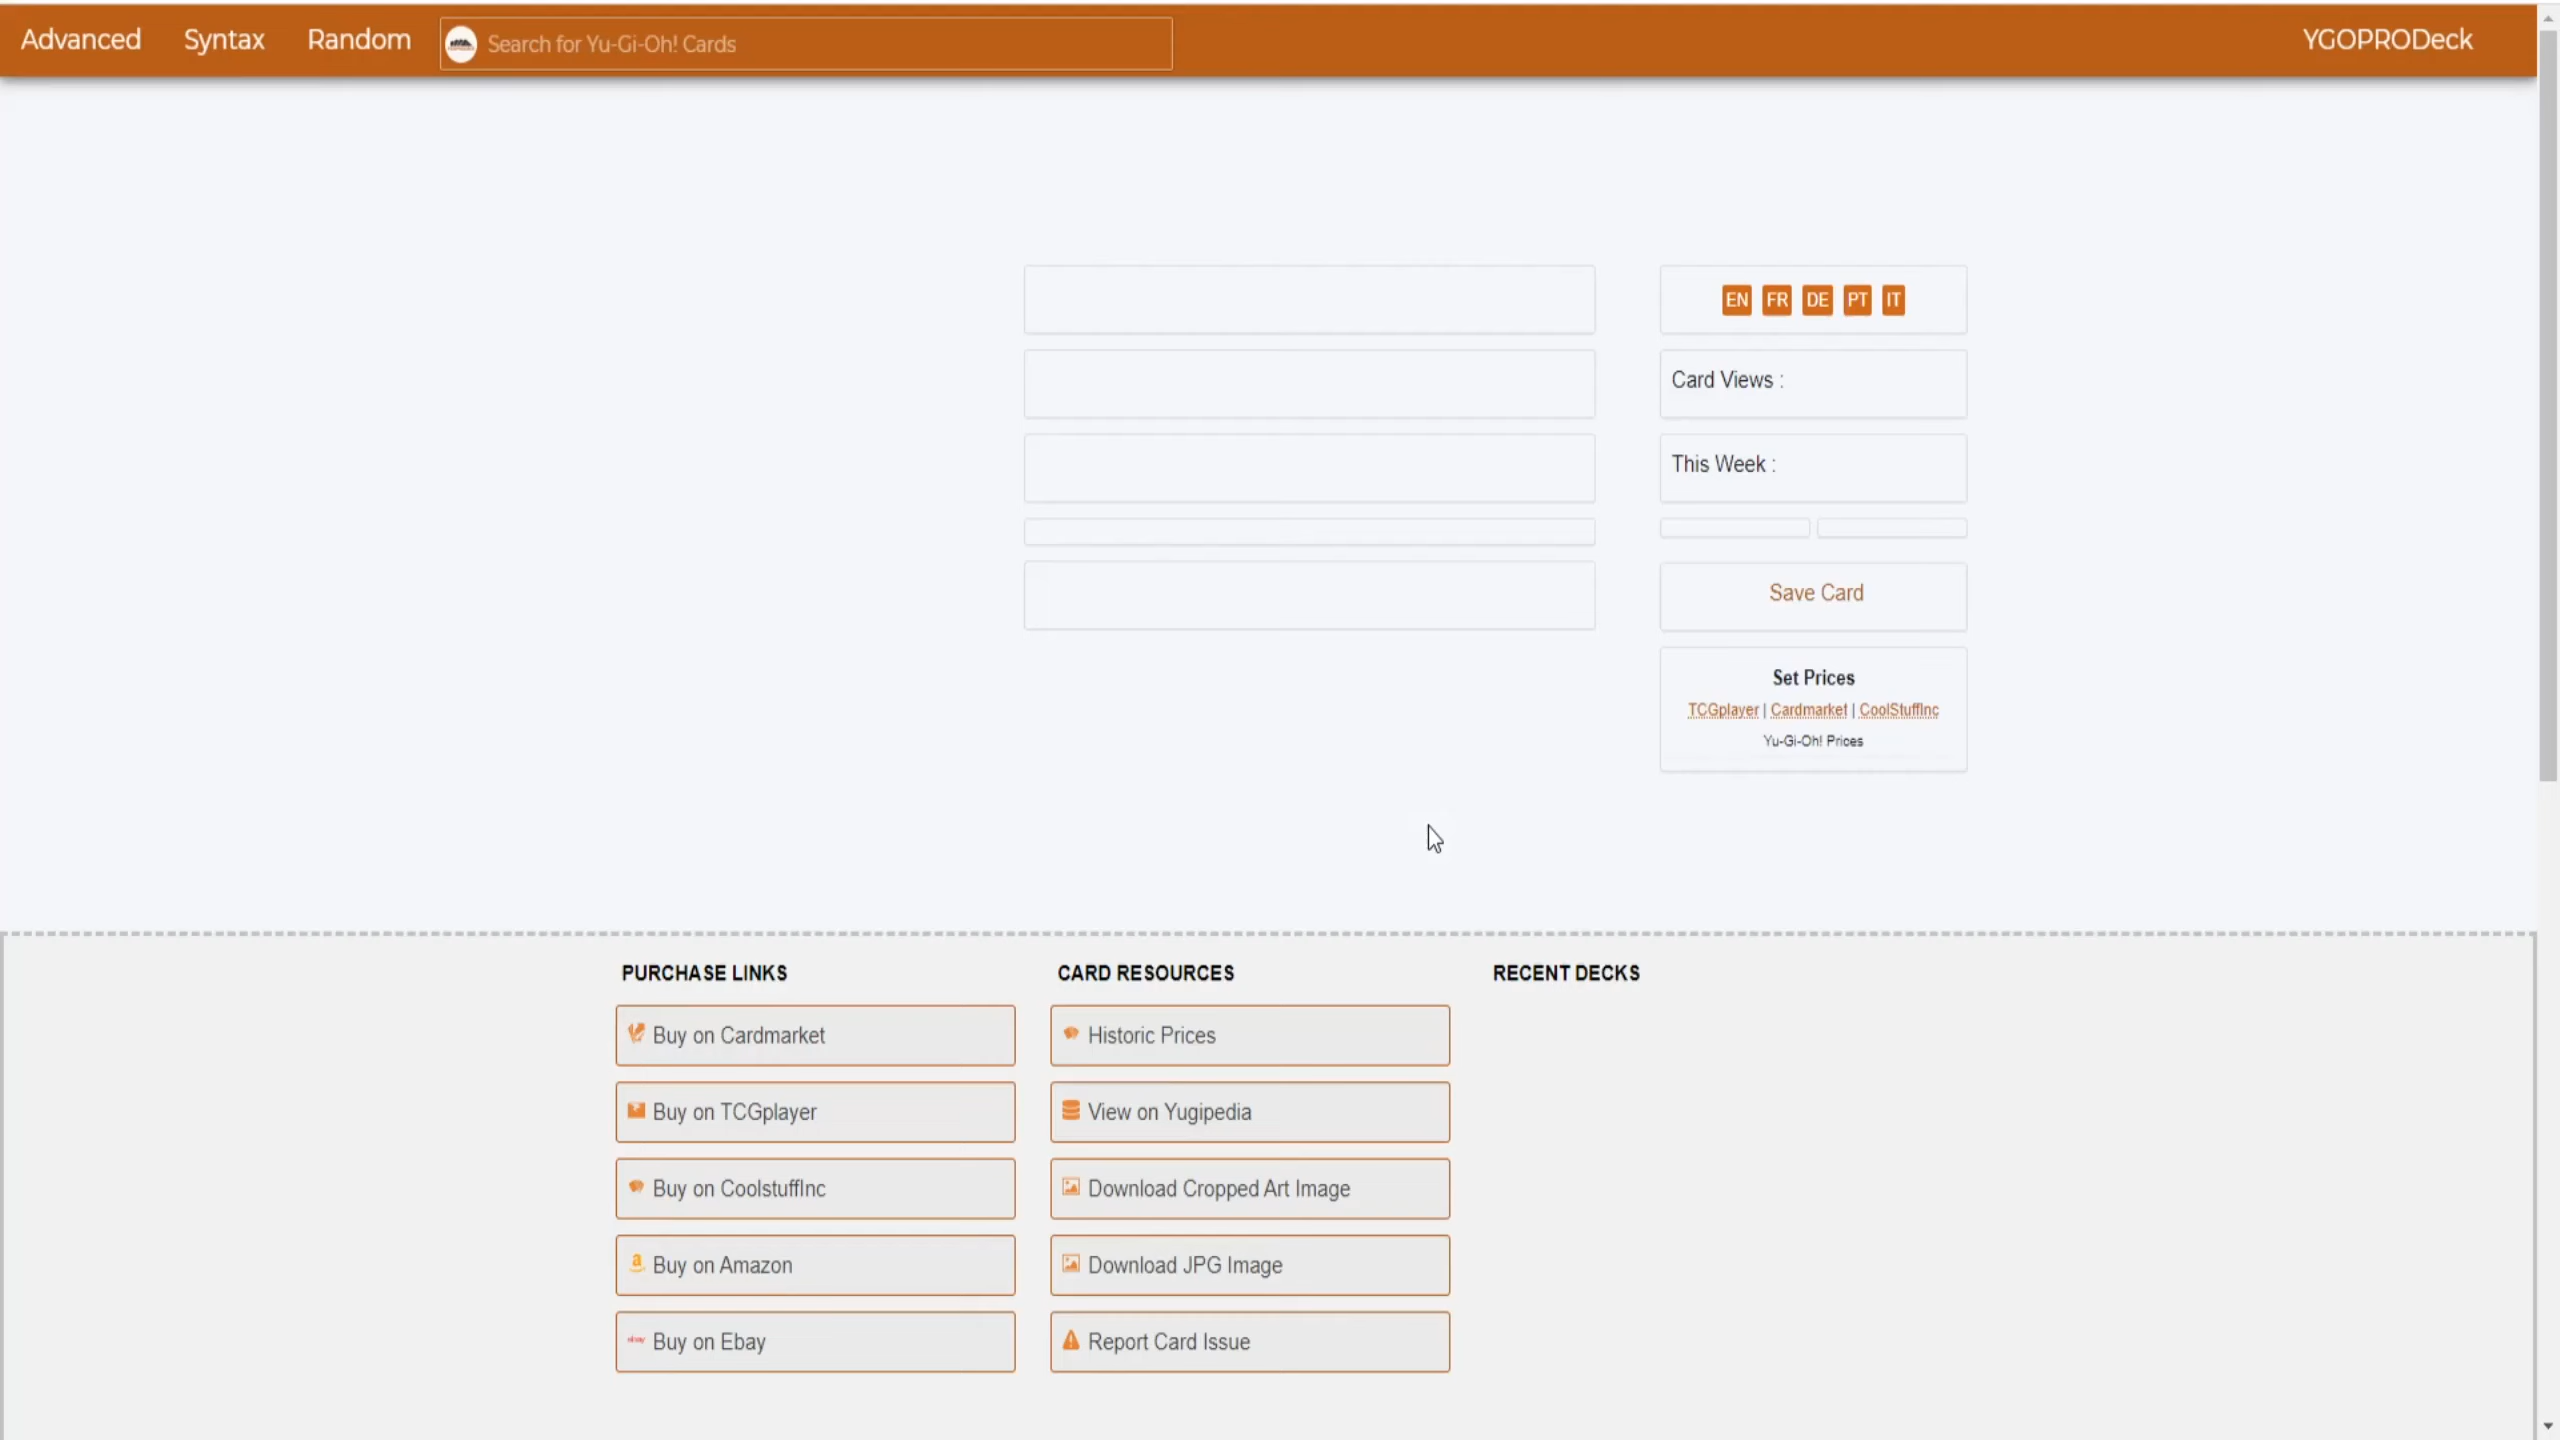 Advanced Syntax Random Search for Yu-Gi-Oh! Cards YGOPRODeck
EN FR DE PT IT
Card Views :
This Week :
Save Card
Set Prices
TCGplayer | Cardmarket | CoolStuffInc
Yu-Gi-Oh! Prices
PURCHASE LINKS
Buy on Cardmarket
Buy on TCGplayer
Buy on CoolstuffInc
Buy on Amazon
Buy on Ebay
CARD RESOURCES
Historic Prices
View on Yugipedia
Download Cropped Art Image
Download JPG Image
Report Card Issue
RECENT DECKS